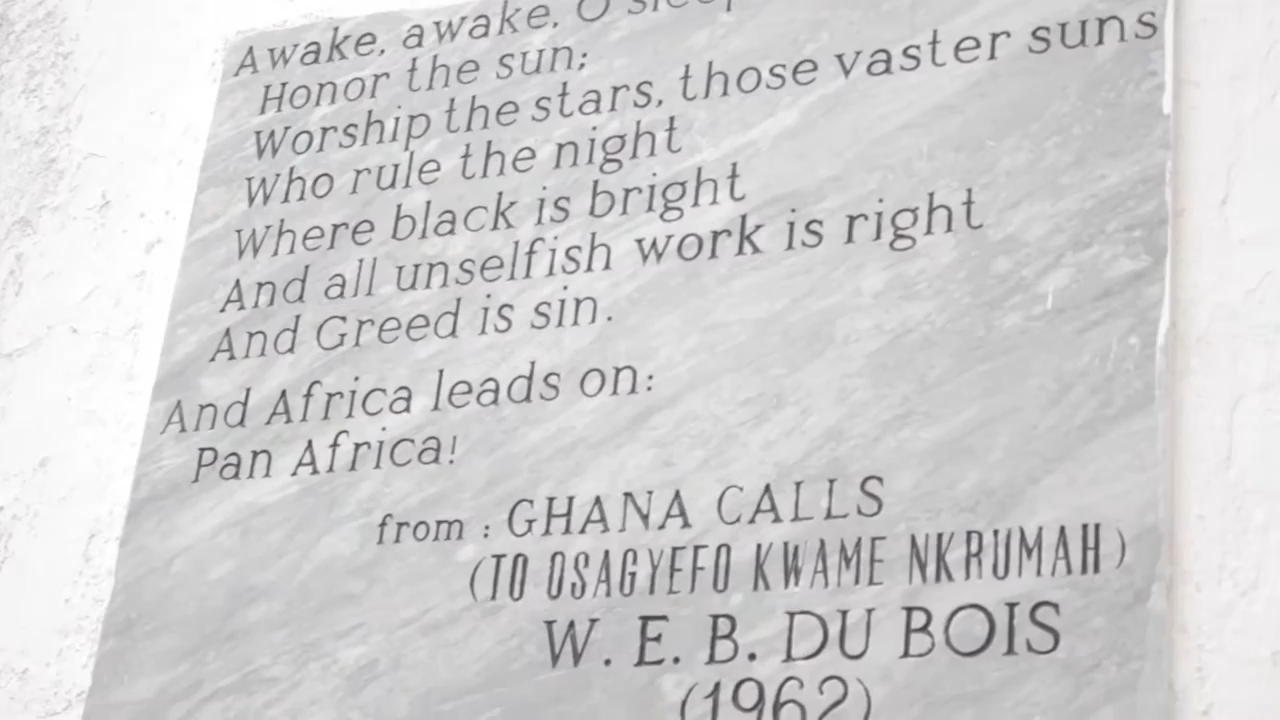 Awake, awake, O
Honor the sun;
Worship the stars, those vaster suns
Who rule the night
Where black is bright
And all unselfish work is right
And Greed is sin.
And Africa leads on:
Pan Africa!
from : GHANA CALLS
(TO OSAGYEFO KWAME NKRUMAH)
W. E. B. DU BOIS
(1962)